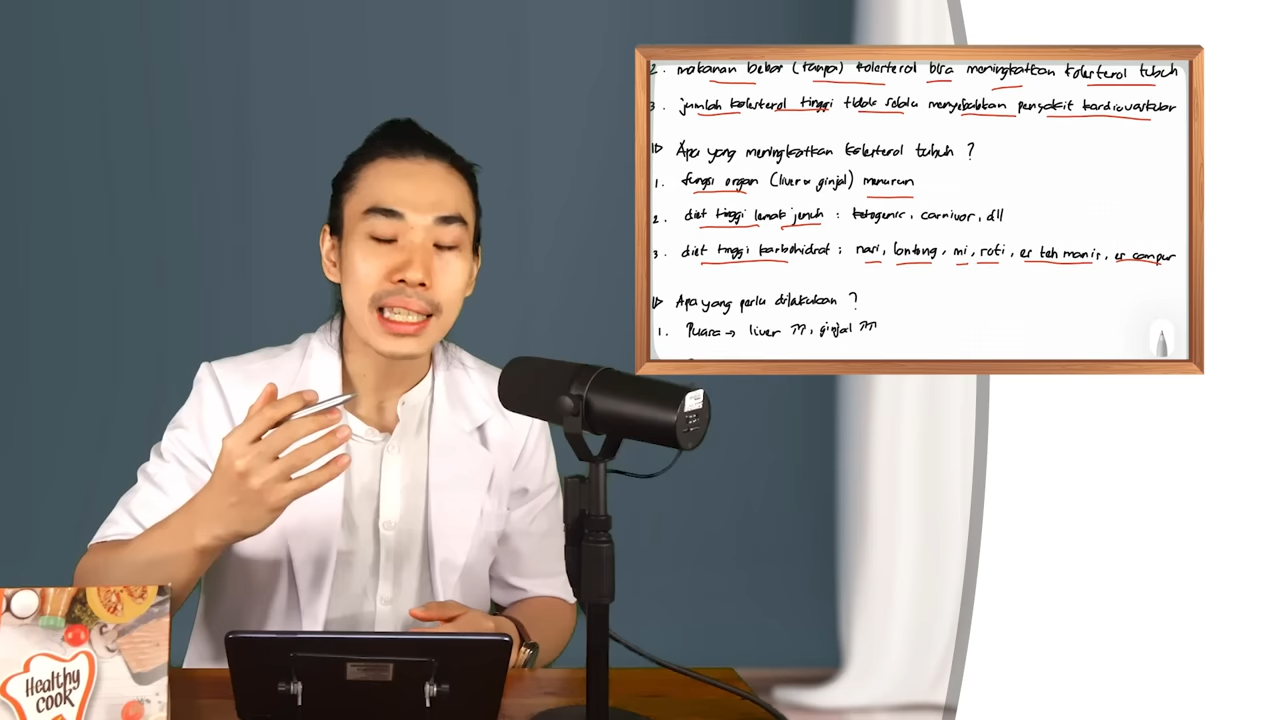 2. makanan bebas (tanpa) kolesterol bisa meningkatkan kolesterol tubuh
3. jumlah kolesterol tinggi tidak selalu menyebabkan penyakit kardiovaskular
Apa yang meningkatkan kolesterol tubuh ?
1. fungsi organ (liver & ginjal) menurun
2. diet tinggi lemak jenuh : ketogenic, carnivor, dll
3. diet tinggi karbohidrat : nasi, lontong, mi, roti, es teh manis, es campur
Apa yang perlu dilakukan ?
1. Puasa → liver ↗↗, ginjal ↗↗
Healthy
cook